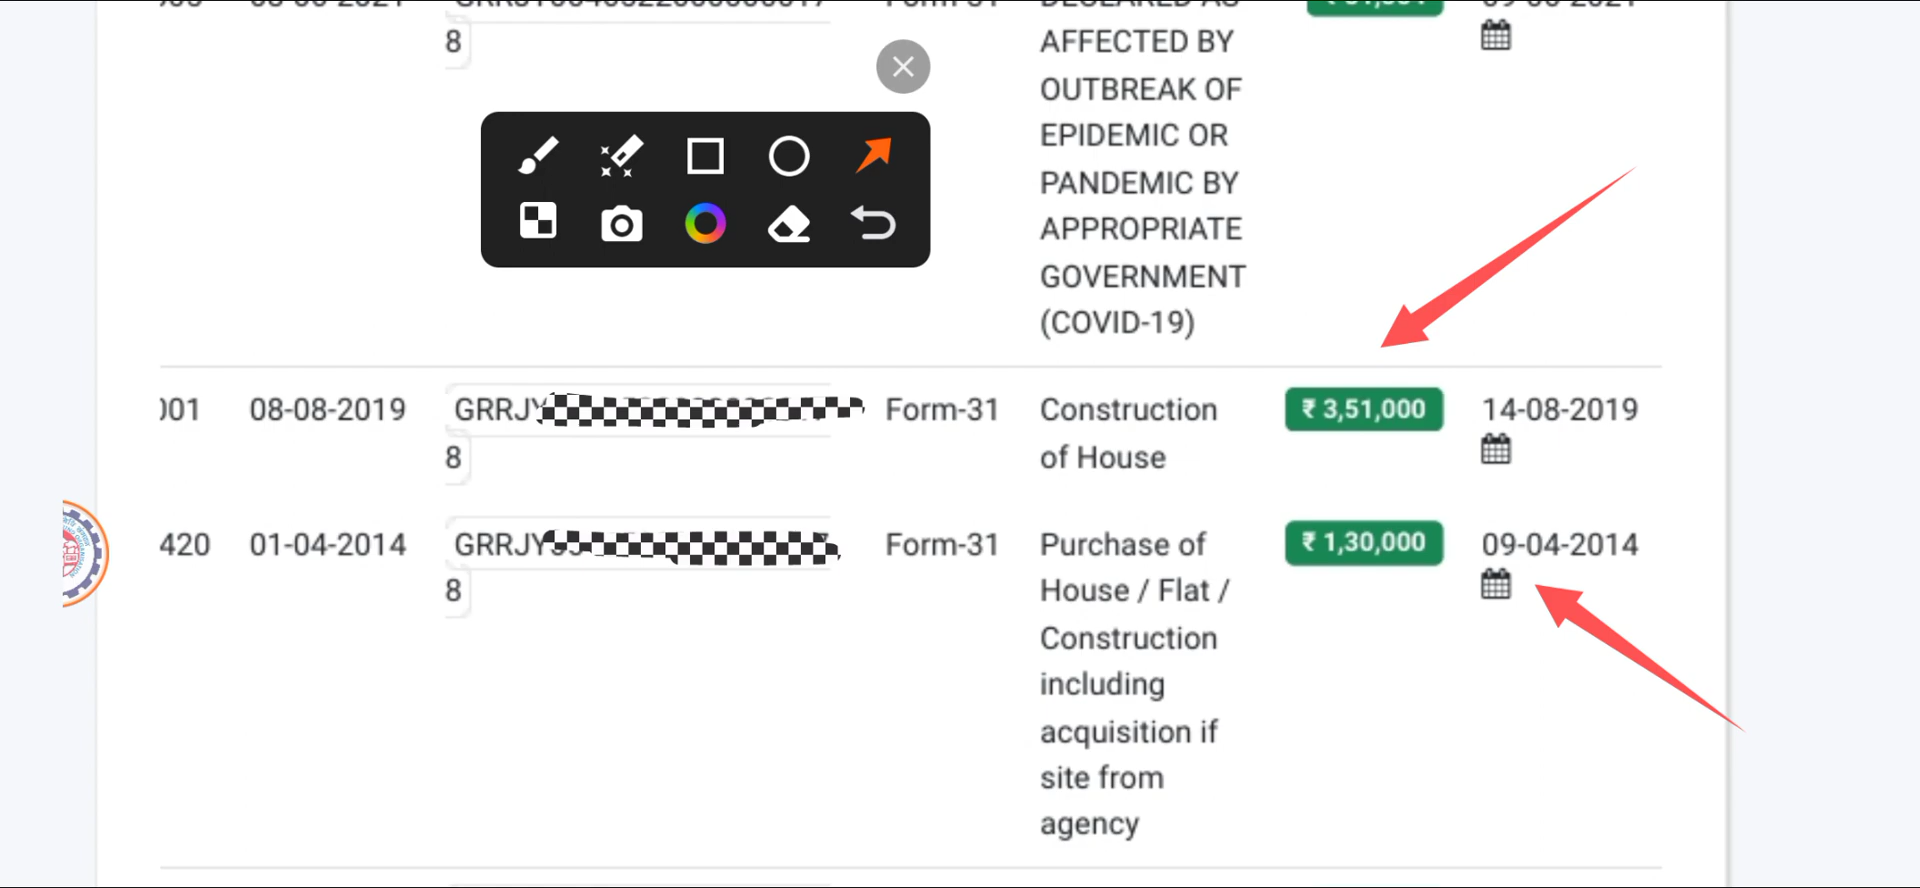 8
AFFECTED BY
OUTBREAK OF
EPIDEMIC OR
PANDEMIC BY
APPROPRIATE
GOVERNMENT
(COVID-19)
001 08-08-2019 GRRJY Form-31 Construction ₹ 3,51,000 14-08-2019
8 of House
420 01-04-2014 GRRJY Form-31 Purchase of ₹ 1,30,000 09-04-2014
8 House / Flat /
Construction
including
acquisition if
site from
agency